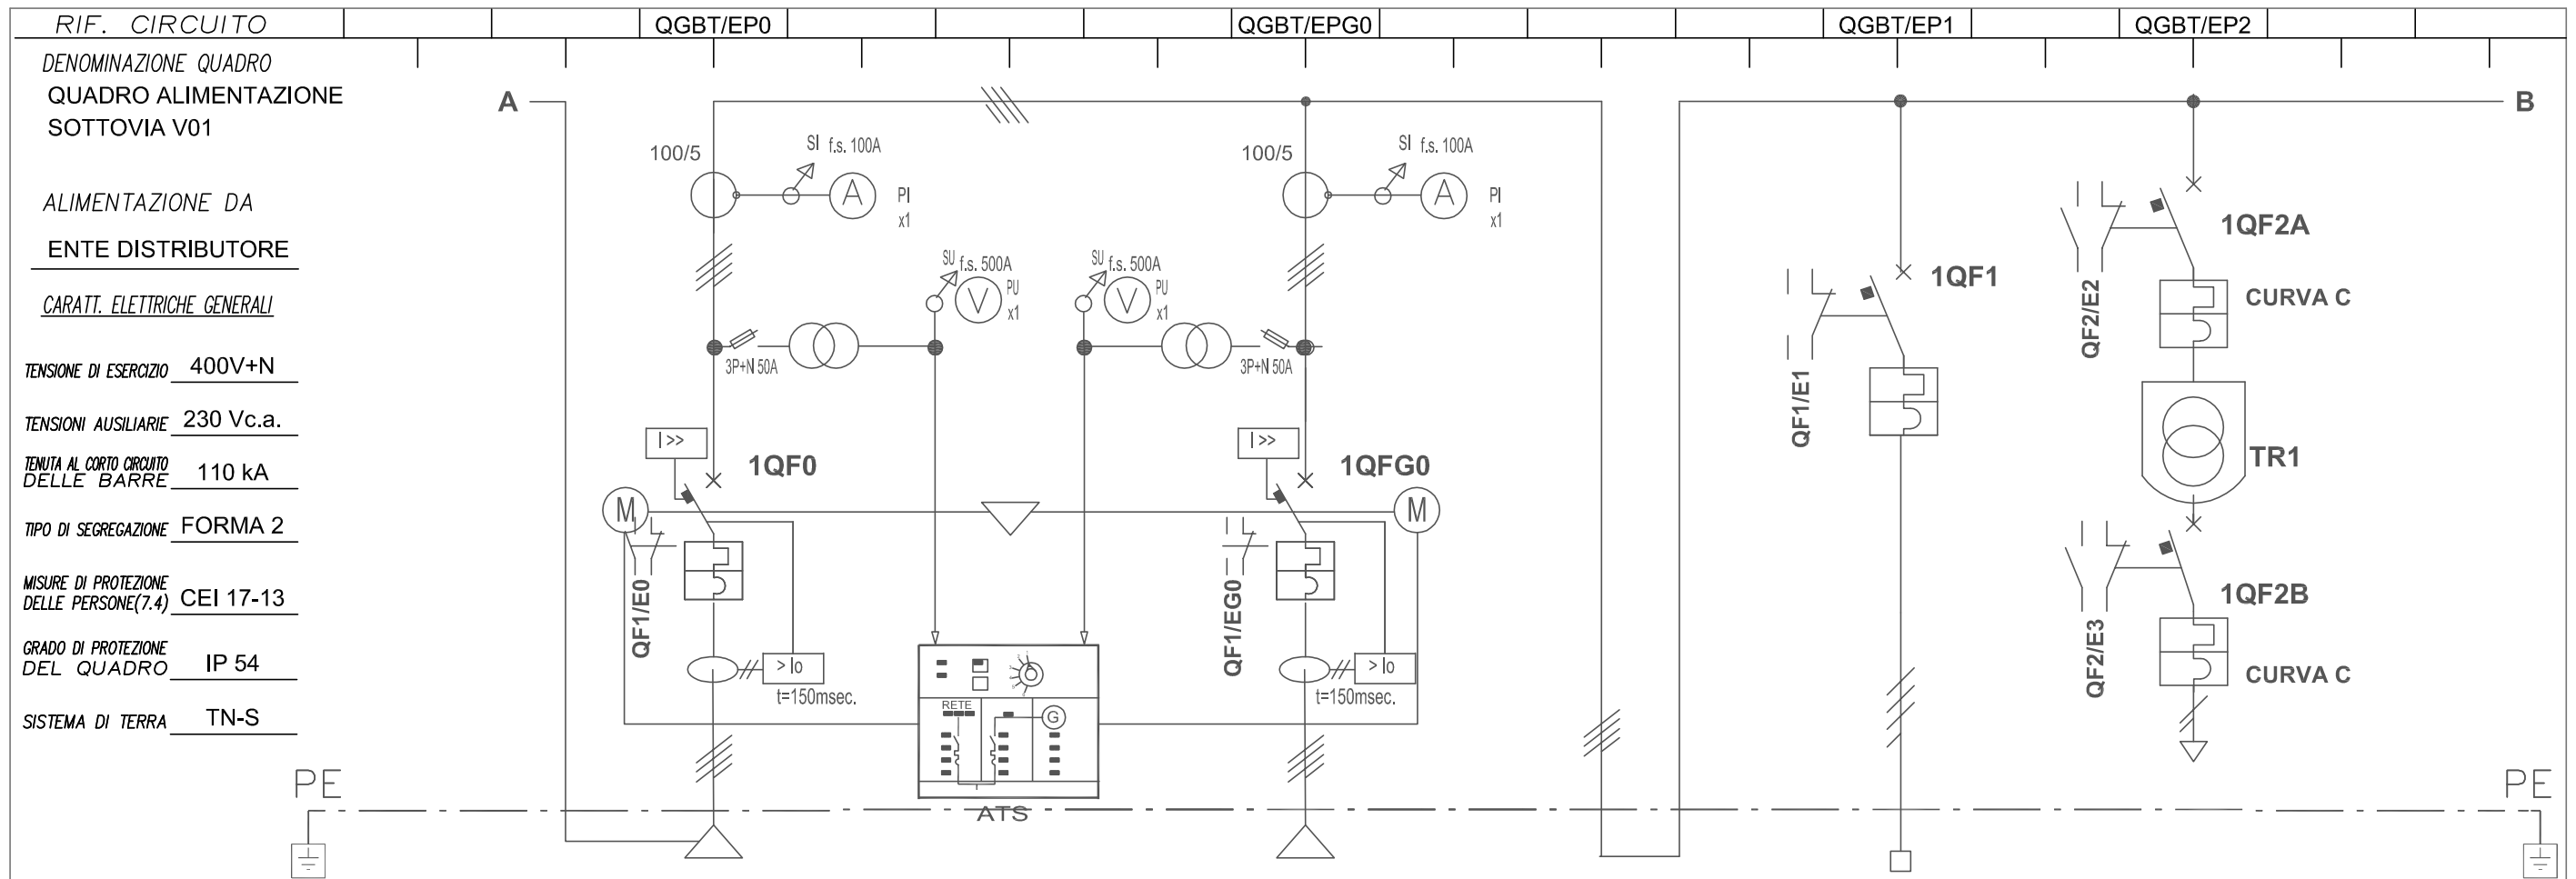 RIF. CIRCUITO
QGBT/EP0
QGBT/EPG0
QGBT/EP1
QGBT/EP2
DENOMINAZIONE QUADRO
QUADRO ALIMENTAZIONE
SOTTOVIA V01
ALIMENTAZIONE DA
ENTE DISTRIBUTORE
CARATT. ELETTRICHE GENERALI
TENSIONE DI ESERCIZIO 400V+N
TENSIONI AUSILIARIE 230 Vc.a.
TENUTA AL CORTO CIRCUITO
DELLE BARRE 110 kA
TIPO DI SEGREGAZIONE FORMA 2
MISURE DI PROTEZIONE
DELLE PERSONE(7.4) CEI 17-13
GRADO DI PROTEZIONE
DEL QUADRO IP 54
SISTEMA DI TERRA TN-S
PE
A
100/5
SI f.s. 100A
A
PI
x1
SU f.s. 500A
V
PU
x1
3P+N 50A
I >>
1QF0
M
QF1/E0
> Io
t=150msec.
100/5
SI f.s. 100A
A
PI
x1
SU f.s. 500A
V
PU
x1
3P+N 50A
I >>
1QFG0
M
QF1/EG0
> Io
t=150msec.
RETE
G
ATS
1QF1
QF1/E1
B
1QF2A
QF2/E2
CURVA C
TR1
1QF2B
QF2/E3
CURVA C
PE